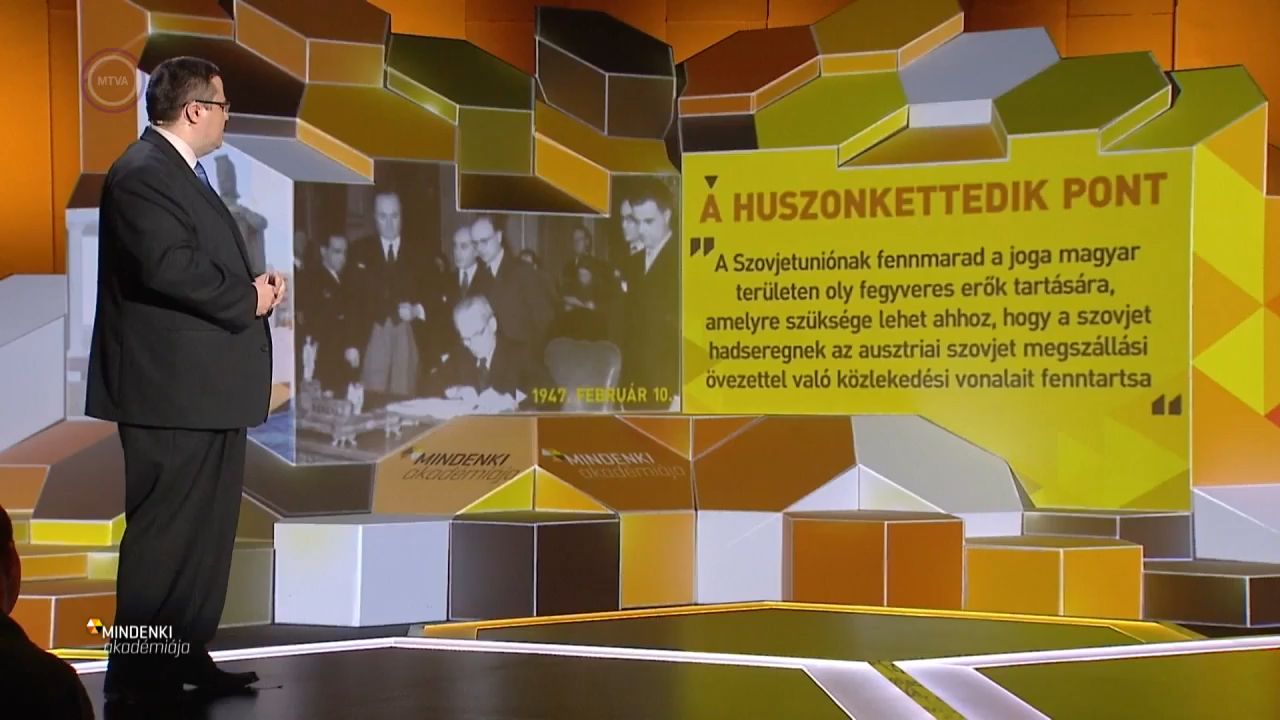 MTVA
A HUSZONKETTEDIK PONT
"A Szovjetuniónak fennmarad a joga magyar
területen oly fegyveres erők tartására,
amelyre szüksége lehet ahhoz, hogy a szovjet
hadseregnek az ausztriai szovjet megszállási
övezettel való közlekedési vonalait fenntartsa
"
1947. FEBRUÁR 10.
MINDENKI
akadémiája
MINDENKI
akadémiája
MINDENKI
akadémiája